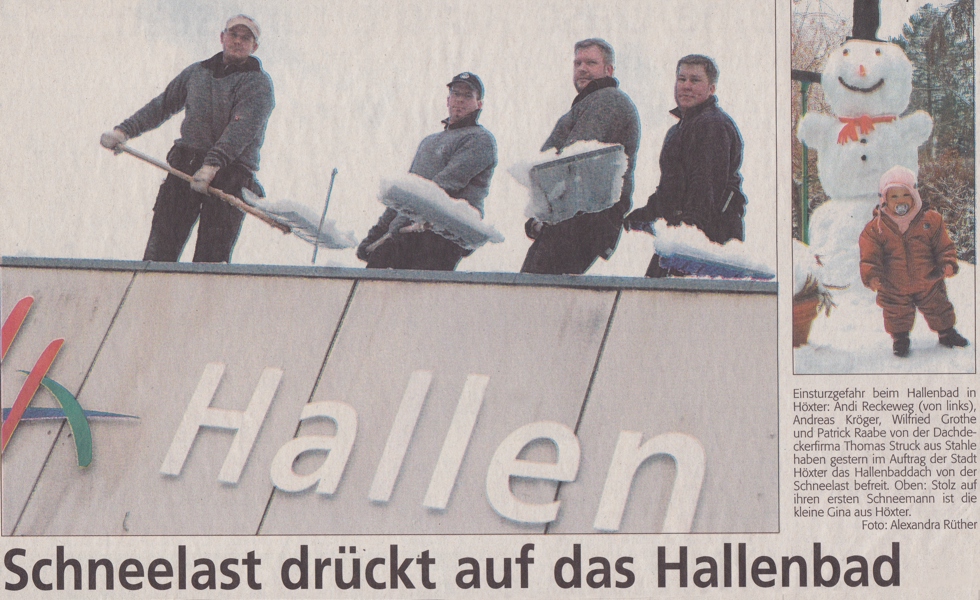 Hallen
Einsturzgefahr beim Hallenbad in
Höxter: Andi Reckeweg (von links),
Andreas Kröger, Wilfried Grothe
und Patrick Raabe von der Dachde-
ckerfirma Thomas Struck aus Stahle
haben gestern im Auftrag der Stadt
Höxter das Hallenbaddach von der
Schneelast befreit. Oben: Stolz auf
ihren ersten Schneemann ist die
kleine Gina aus Höxter.
Foto: Alexandra Rüther
Schneelast drückt auf das Hallenbad